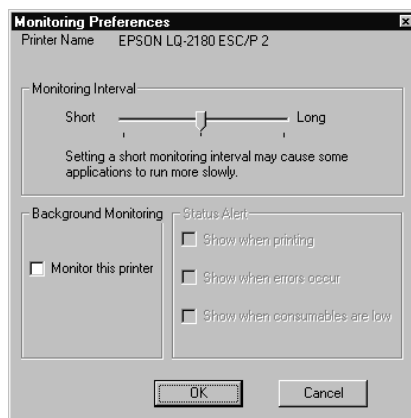 Monitoring Preferences
Printer Name EPSON LQ-2180 ESC/P 2
Monitoring Interval
Short Long
Setting a short monitoring interval may cause some
applications to run more slowly.
Background Monitoring
Monitor this printer
Status Alert
Show when printing
Show when errors occur
Show when consumables are low
OK Cancel